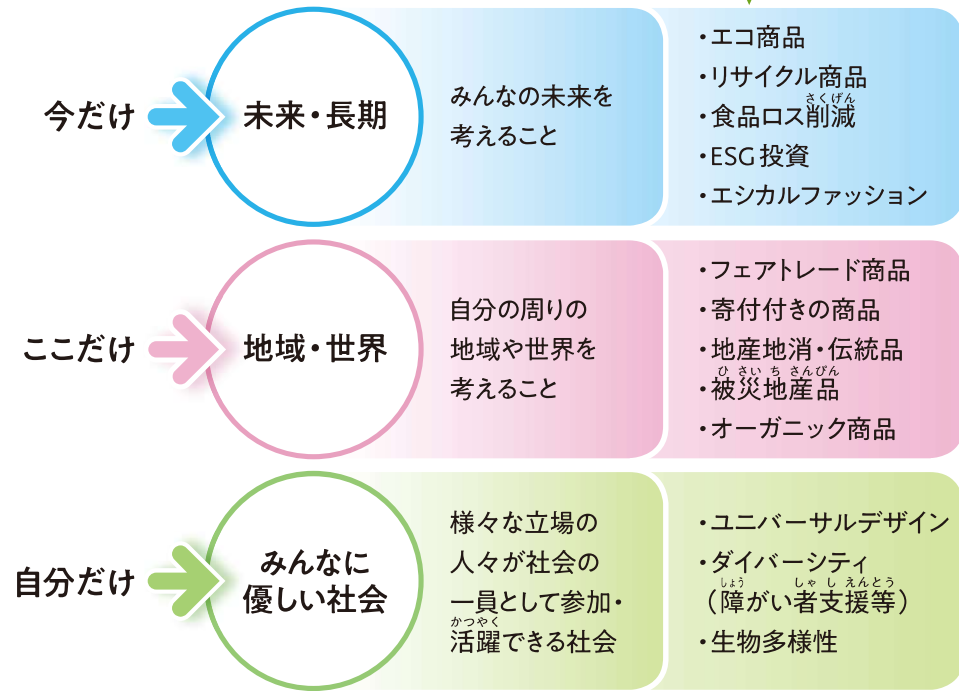 今だけ
未来・長期
みんなの未来を
考えること
・エコ商品
・リサイクル商品
さくげん
・食品ロス削減
・ESG投資
・エシカルファッション
ここだけ
地域・世界
自分の周りの
地域や世界を
考えること
・フェアトレード商品
・寄付付きの商品
・地産地消・伝統品
ひさいちさんぴん
・被災地産品
・オーガニック商品
自分だけ
みんなに
優しい社会
様々な立場の
人々が社会の
一員として参加・
かつやく
活躍できる社会
・ユニバーサルデザイン
・ダイバーシティ
しょう しゃ し えんとう
（障がい者支援等）
・生物多様性